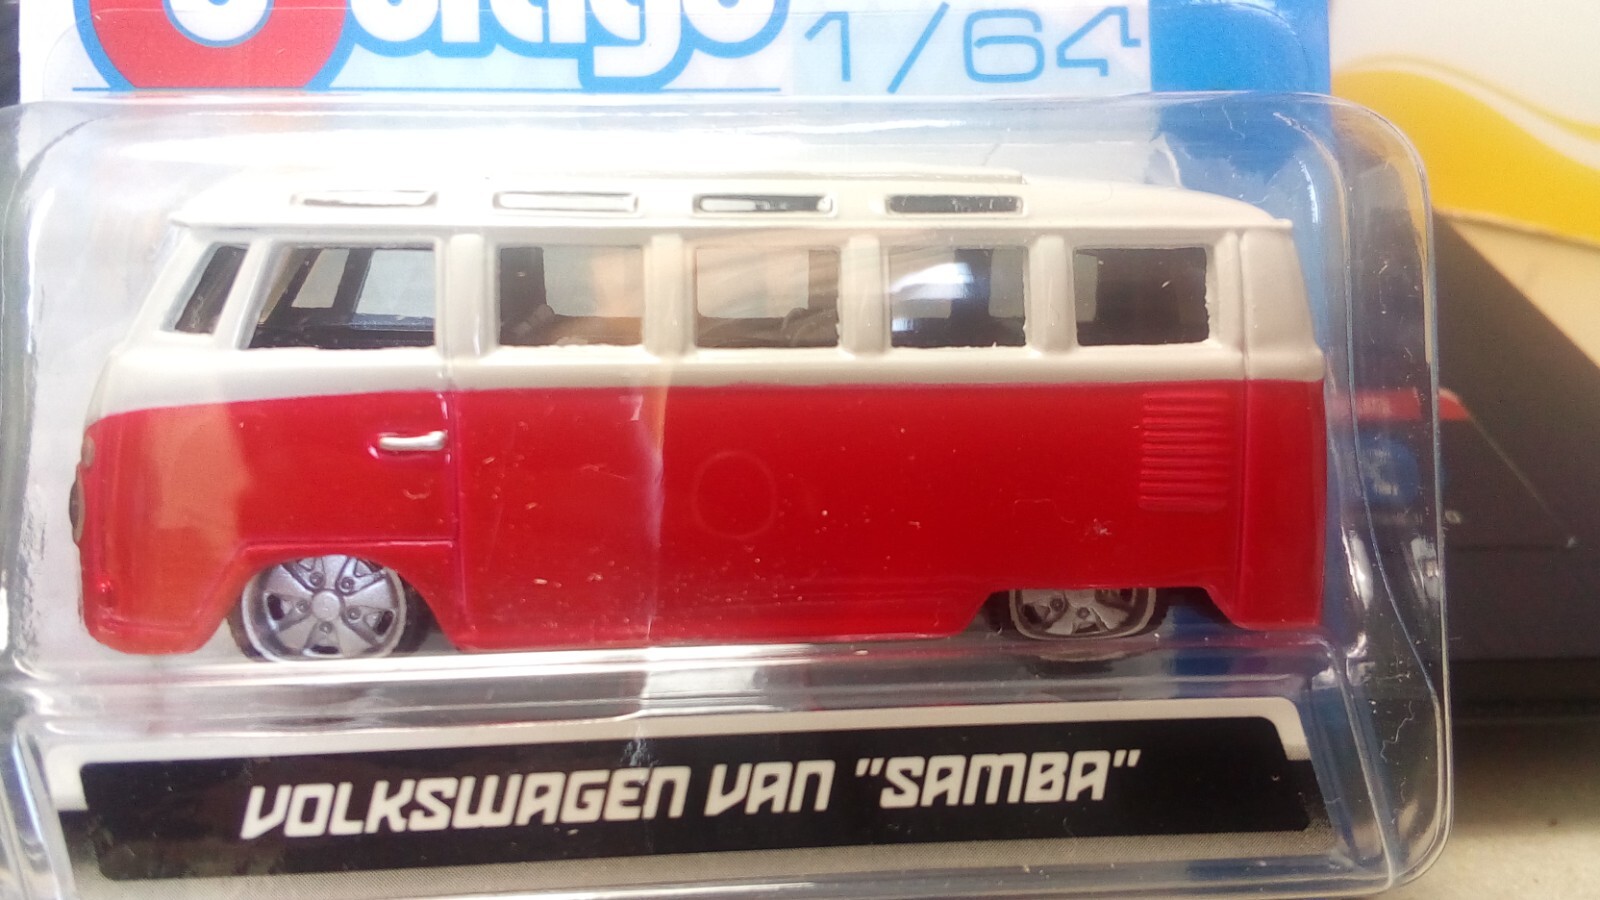 1/64
VOLKSWAGEN VAN "SAMBA"